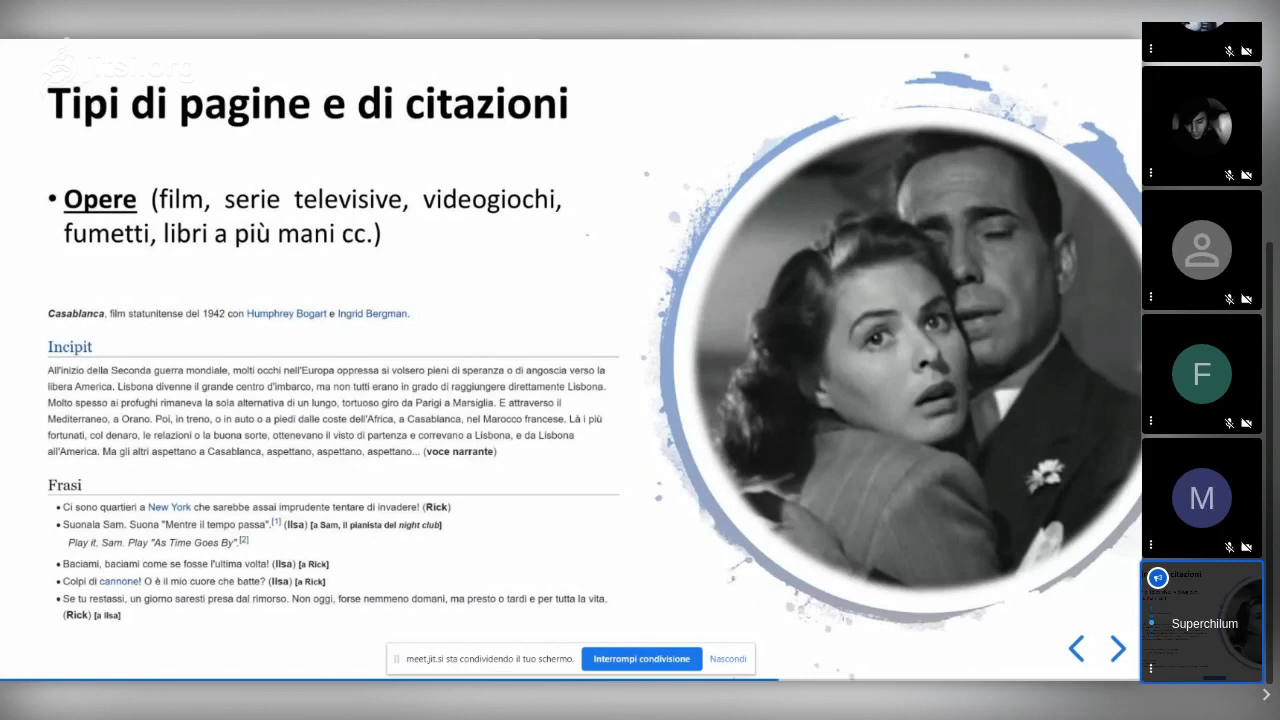 jitsi.org
Tipi di pagine e di citazioni
• Opere (film, serie televisive, videogiochi,
fumetti, libri a più mani cc.)
Casablanca, film statunitense del 1942 con Humphrey Bogart e Ingrid Bergman.
Incipit
All'inizio della Seconda guerra mondiale, molti occhi nell'Europa oppressa si volsero pieni di speranza o di angoscia verso la
libera America. Lisbona divenne il grande centro d'imbarco, ma non tutti erano in grado di raggiungere direttamente Lisbona.
Molto spesso ai profughi rimaneva la sola alternativa di un lungo, tortuoso giro da Parigi a Marsiglia. E attraverso il
Mediterraneo, a Orano. Poi, in treno, o in auto o a piedi dalle coste dell'Africa, a Casablanca, nel Marocco francese. Là i più
fortunati, col denaro, le relazioni o la buona sorte, ottenevano il visto di partenza e correvano a Lisbona, e da Lisbona
all'America. Ma gli altri aspettano a Casablanca, aspettano, aspettano, aspettano... (voce narrante)
Frasi
• Ci sono quartieri a New York che sarebbe assai imprudente tentare di invadere! (Rick)
• Suonala Sam. Suona "Mentre il tempo passa".[1] (Ilsa) [a Sam, il pianista del night club]
Play it, Sam. Play "As Time Goes By".[2]
• Baciami, baciami come se fosse l'ultima volta! (Ilsa) [a Rick]
• Colpi di cannone! O è il mio cuore che batte? (Ilsa) [a Rick]
• Se tu restassi, un giorno saresti presa dal rimorso. Non oggi, forse nemmeno domani, ma presto o tardi e per tutta la vita.
(Rick) [a Ilsa]
meet.jit.si sta condividendo il tuo schermo. Interrompi condivisione Nascondi
F
M
citazioni
Superchilum